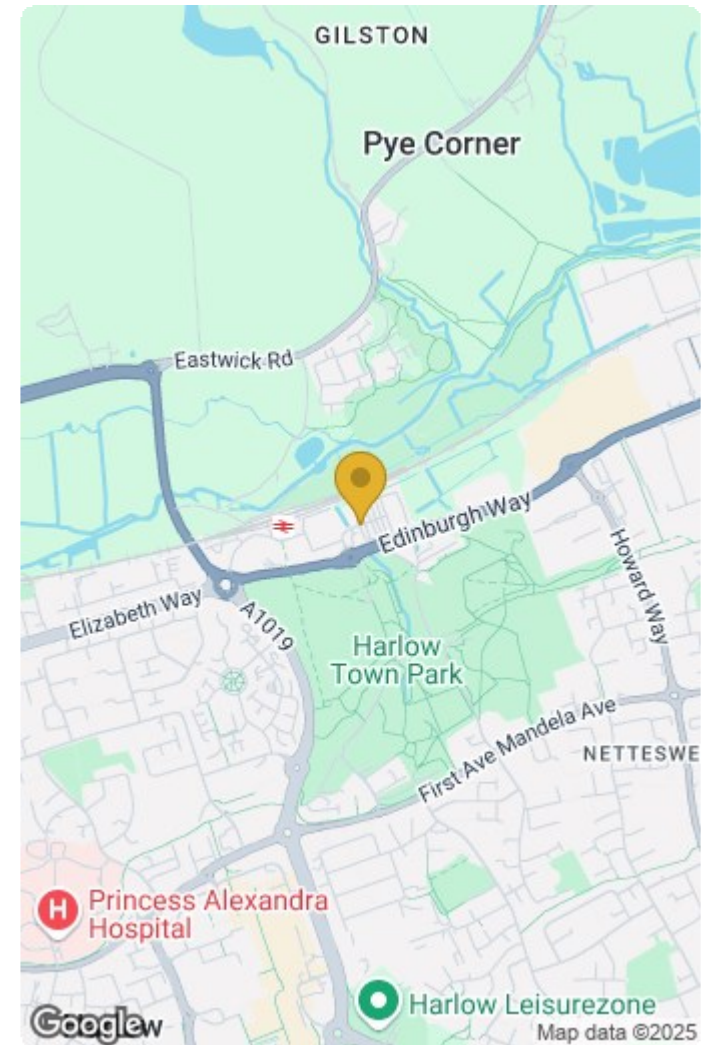 GILSTON
Pye Corner
Eastwick Rd
Edinburgh Way
Howard Way
Elizabeth Way
A1019
Harlow
Town Park
First Ave Mandela Ave
NETTESWE
H
Princess Alexandra
Hospital
Harlow Leisurezone
Google
Map data ©2025